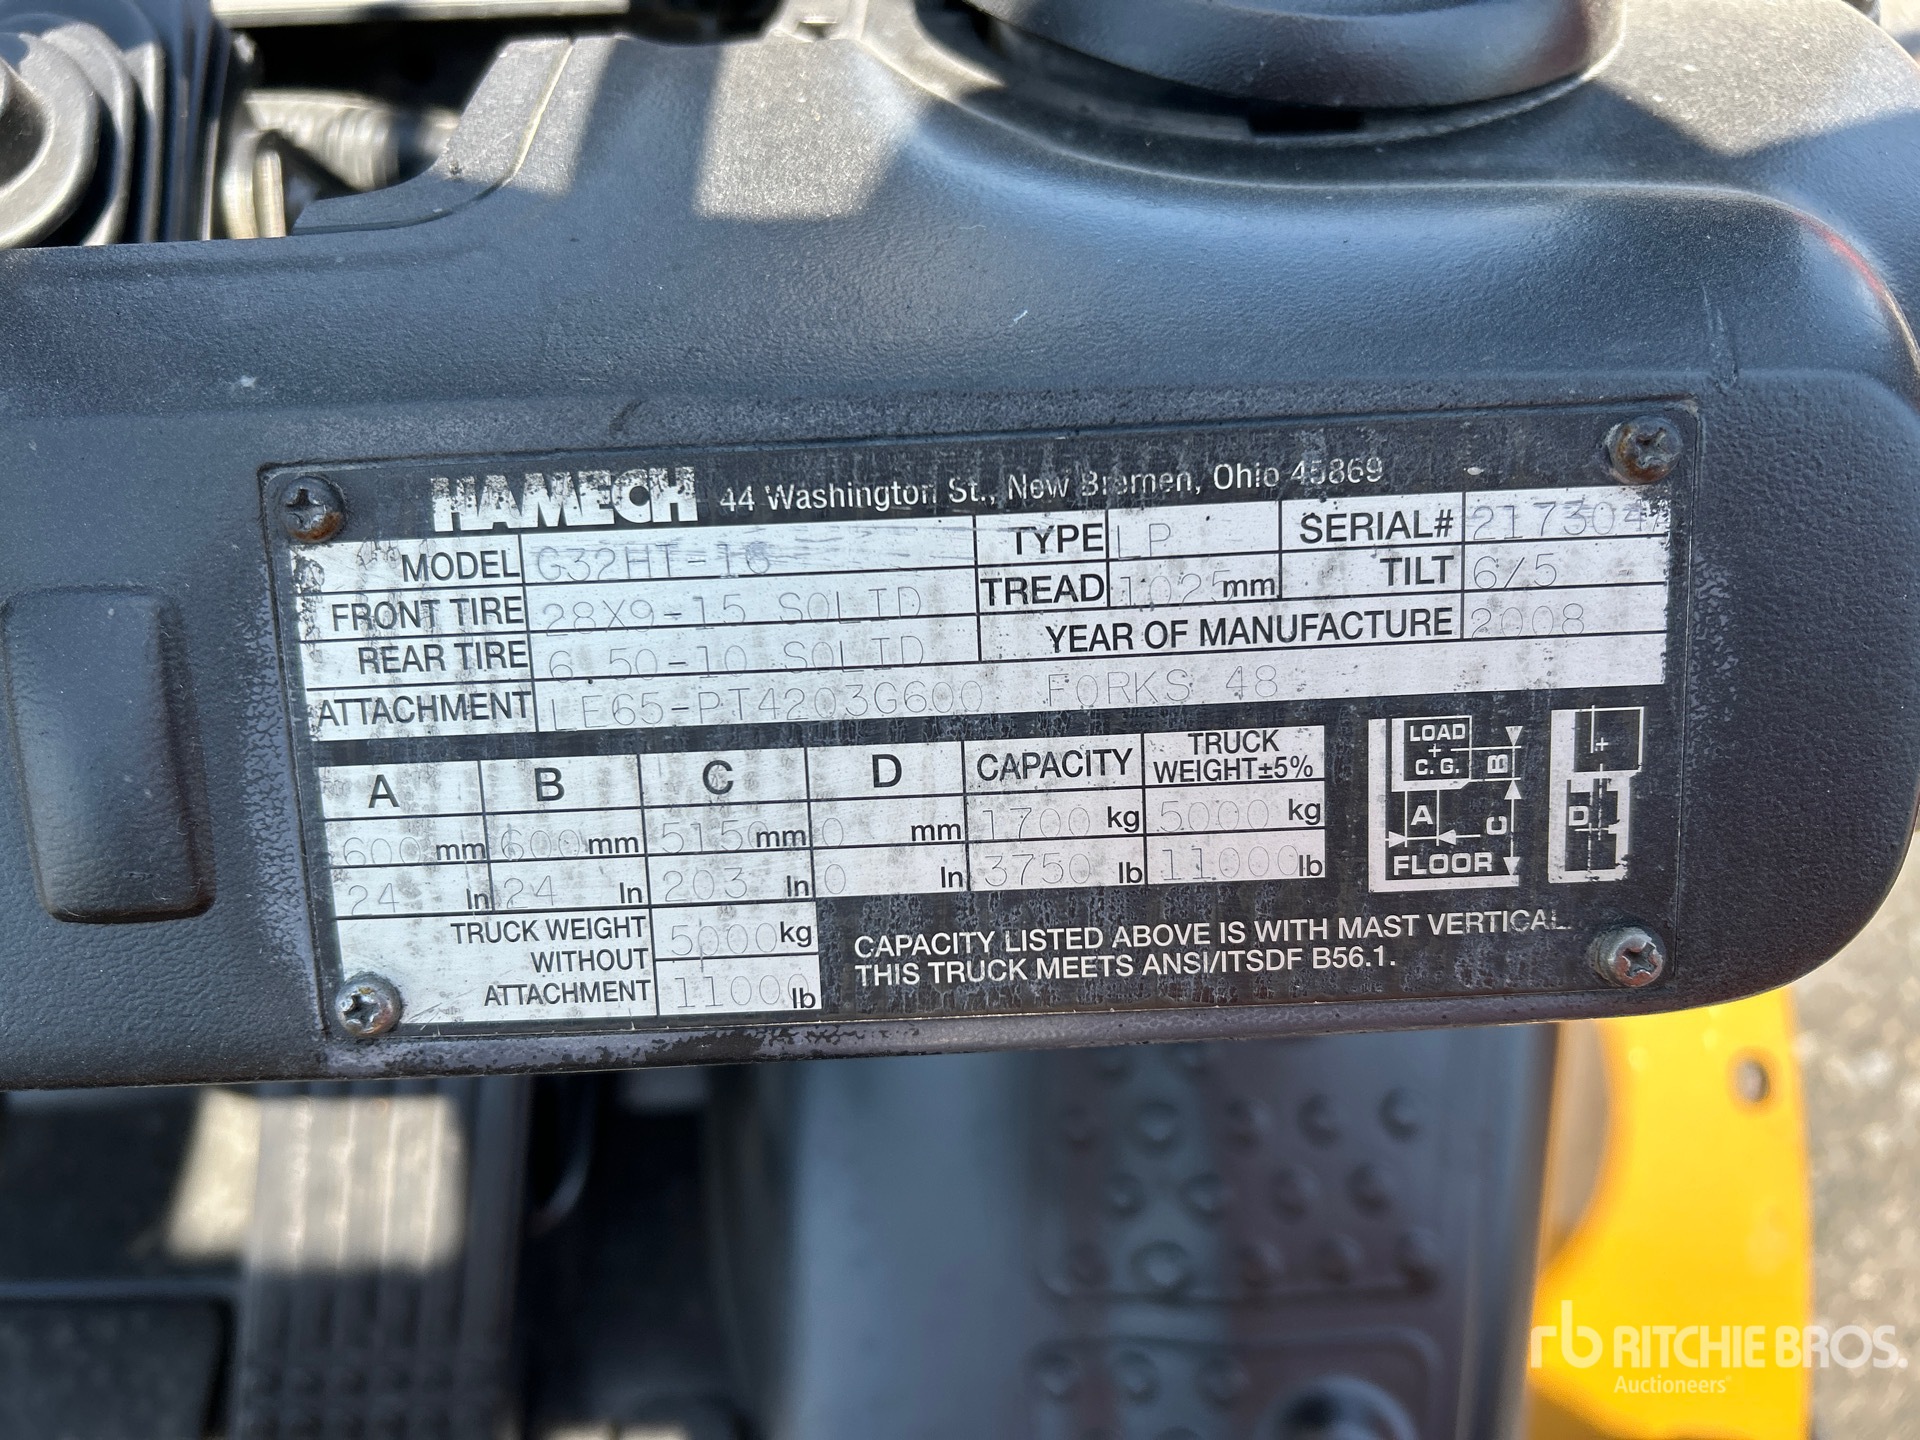 HAMECH 44 Washington St., New Bremen, Ohio 45869
MODEL G32HT-16 TYPE LP SERIAL# 217304
FRONT TIRE 28X9-15 SOLID TREAD 1025 mm TILT 6/5
REAR TIRE 6.50-10 SOLID YEAR OF MANUFACTURE 2008
ATTACHMENT LF65-PT4203G600 FORKS 48
A B C D CAPACITY TRUCK WEIGHT±5%
600 mm 600 mm 5150 mm 0 mm 1700 kg 5000 kg
24 In 24 In 203 In 0 In 3750 lb 11000 lb
TRUCK WEIGHT WITHOUT ATTACHMENT 5000 kg
11000 lb
LOAD
C. G.
B
A
C
FLOOR
D
CAPACITY LISTED ABOVE IS WITH MAST VERTICAL.
THIS TRUCK MEETS ANSI/ITSDF B56.1.
rb RITCHIE BROS.
Auctioneers